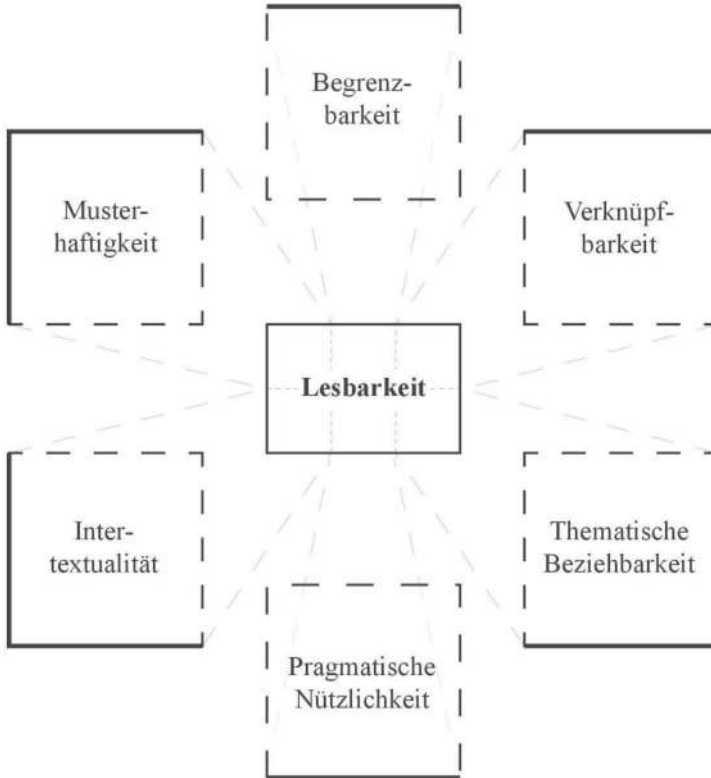 Begrenz-
barkeit
Muster-
haftigkeit
Verknüpf-
barkeit
Lesbarkeit
Inter-
textualität
Thematische
Beziehbarkeit
Pragmatische
Nützlichkeit